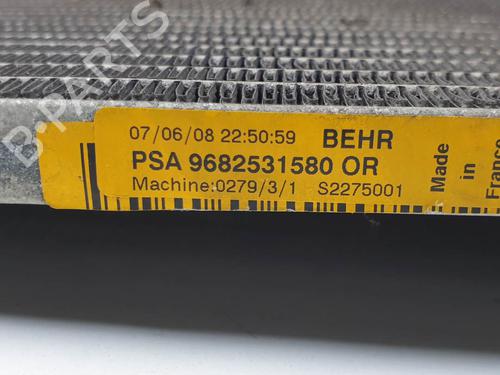 07/06/08 22:50:59 BEHR
PSA 9682531580 OR
Machine:0279/3/1 S2275001
Made
in
France
B-PARTS